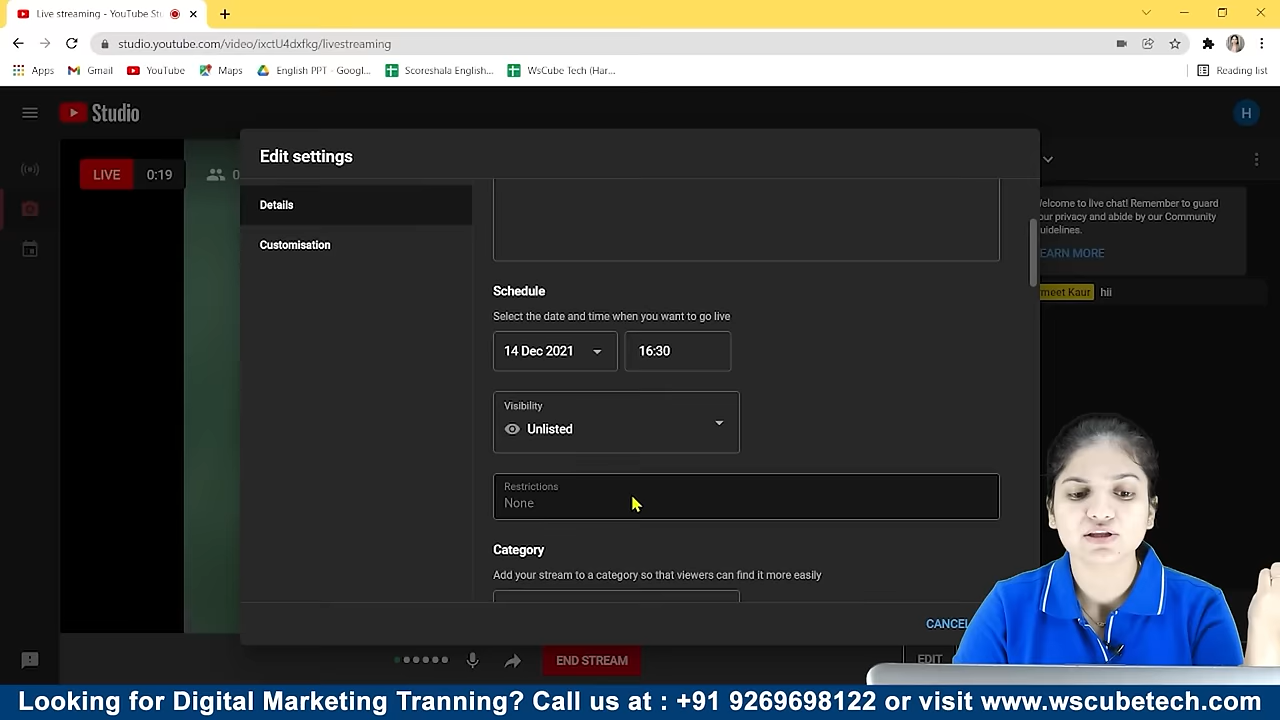 Live streaming - YouTube Stu
studio.youtube.com/video/ixctU4dxfkg/livestreaming
Apps
Gmail
YouTube
Maps
English PPT - Googl...
Scoreshala English...
WsCube Tech (Har...
Reading list
Studio
H
Edit settings
LIVE
0:19
0
Details
Customisation
elcome to live chat! Remember to guard
our privacy and abide by our Community
uidelines.
EARN MORE
meet Kaur hii
Schedule
Select the date and time when you want to go live
14 Dec 2021
16:30
Visibility
Unlisted
Restrictions
None
Category
Add your stream to a category so that viewers can find it more easily
CANCEL
END STREAM
EDIT
Looking for Digital Marketing Tranning? Call us at : +91 9269698122 or visit www.wscubetech.com